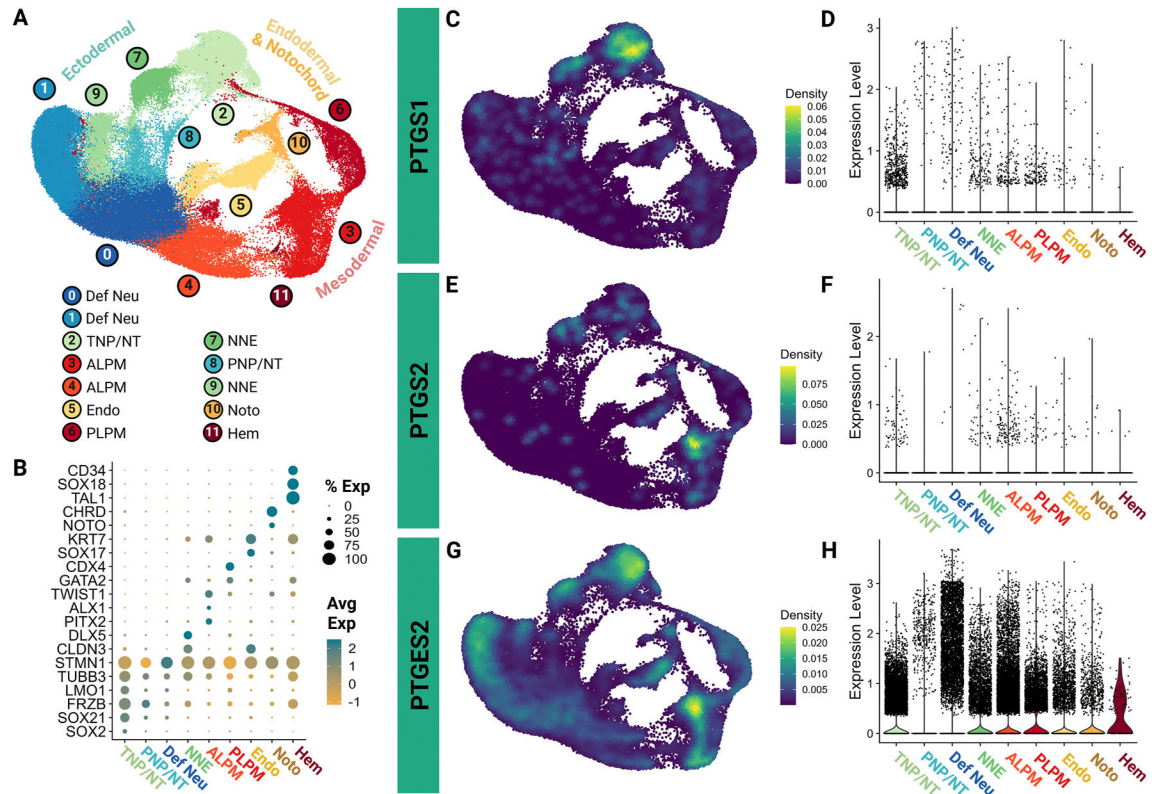 A
Ectodermal
Endodermal
& Notochord
Mesodermal
1
9
7
2
8
10
6
5
3
0
4
11
0 Def Neu
1 Def Neu
2 TNP/NT
3 ALPM
4 ALPM
5 Endo
6 PLPM
7 NNE
8 PNP/NT
9 NNE
10 Noto
11 Hem
B
CD34
SOX18
TAL1
CHRD
NOTO
KRT7
SOX17
CDX4
GATA2
TWIST1
ALX1
PITX2
DLX5
CLDN3
STMN1
TUBB3
LMO1
FRZB
SOX21
SOX2
TNP/NT
PNP/NT
Def Neu
NNE
ALPM
PLPM
Endo
Noto
Hem
% Exp
0
25
50
75
100
Avg
Exp
2
1
0
-1
PTGS1
C
Density
0.06
0.05
0.04
0.03
0.02
0.01
0.00
D
Expression Level
3
2
1
0
TNP/NT
PNP/NT
Def Neu
NNE
ALPM
PLPM
Endo
Noto
Hem
PTGS2
E
Density
0.075
0.050
0.025
0.000
F
Expression Level
2
1
0
TNP/NT
PNP/NT
Def Neu
NNE
ALPM
PLPM
Endo
Noto
Hem
PTGES2
G
Density
0.025
0.020
0.015
0.010
0.005
H
Expression Level
3
2
1
0
TNP/NT
PNP/NT
Def Neu
NNE
ALPM
PLPM
Endo
Noto
Hem